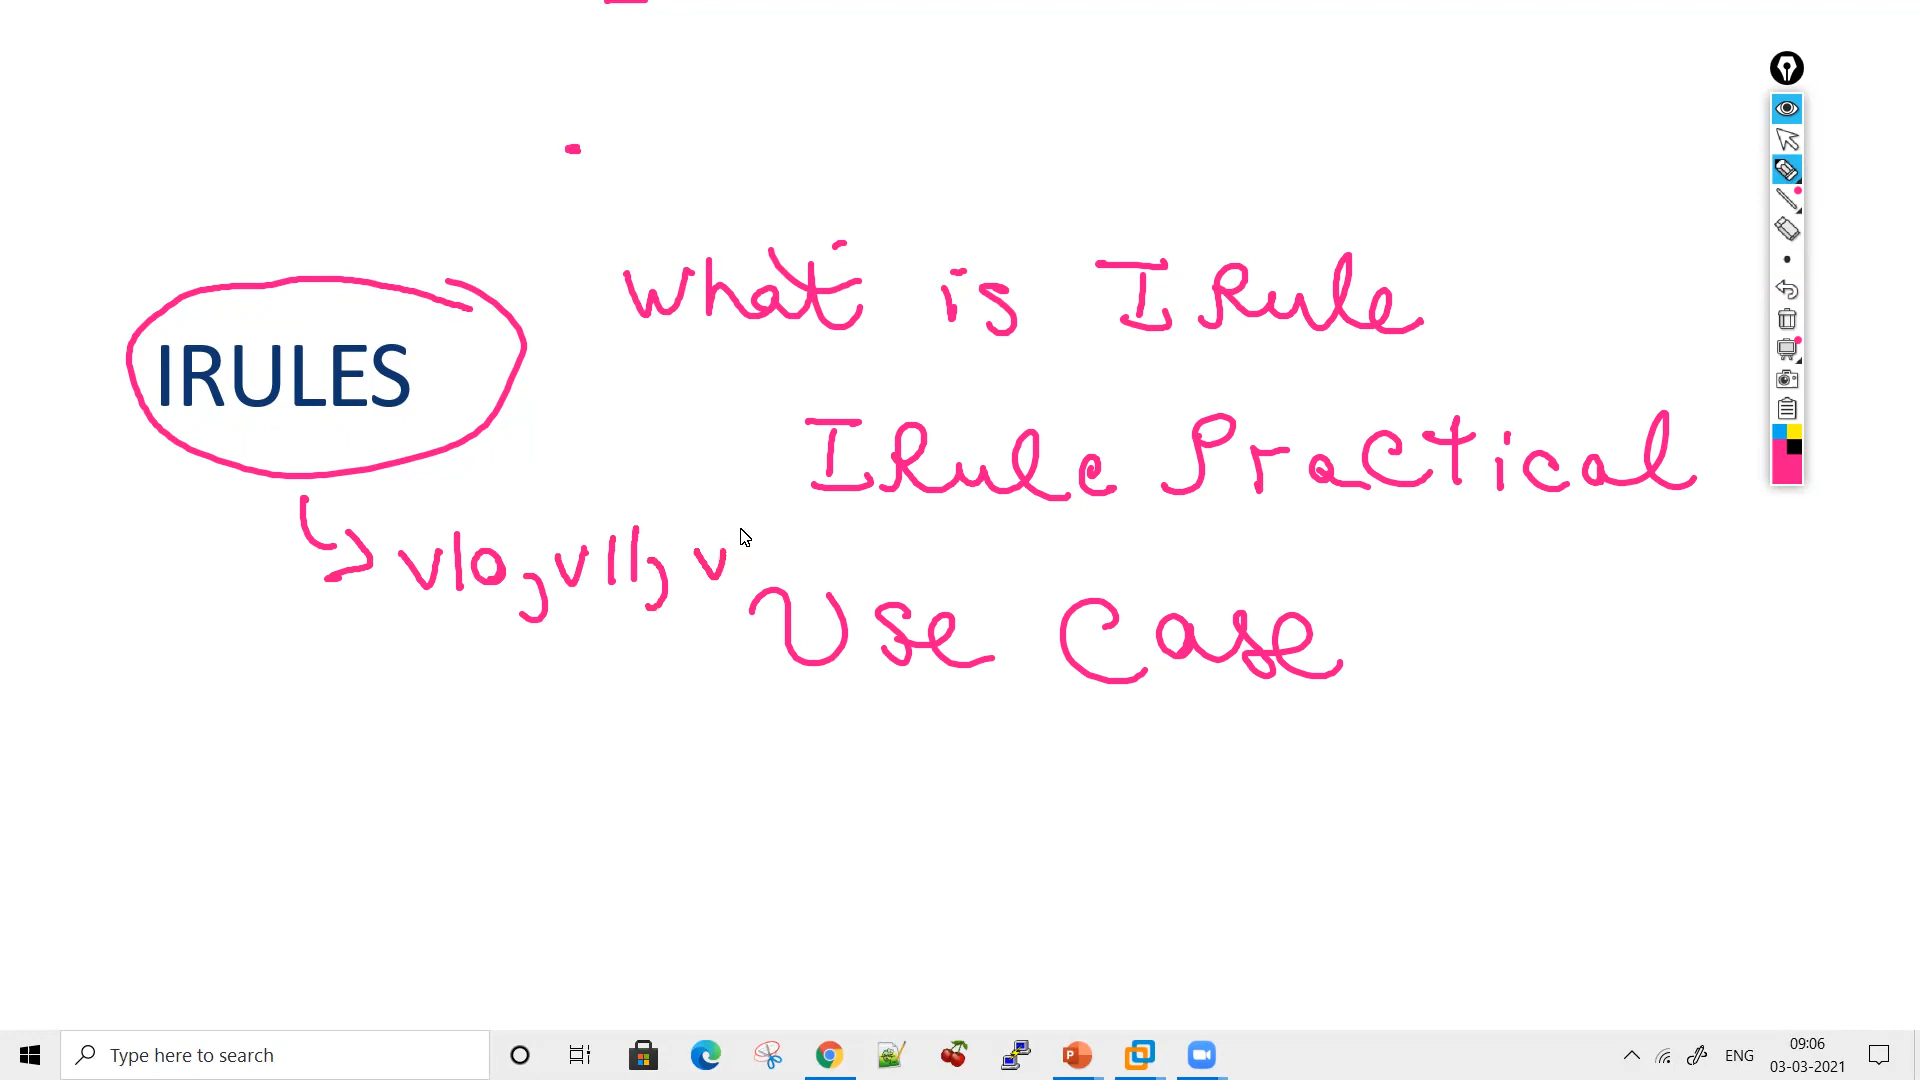 What is IRule
IRULES
IRule Practical
v10, v11, v
Use Case
Type here to search
ENG
09:06
03-03-2021